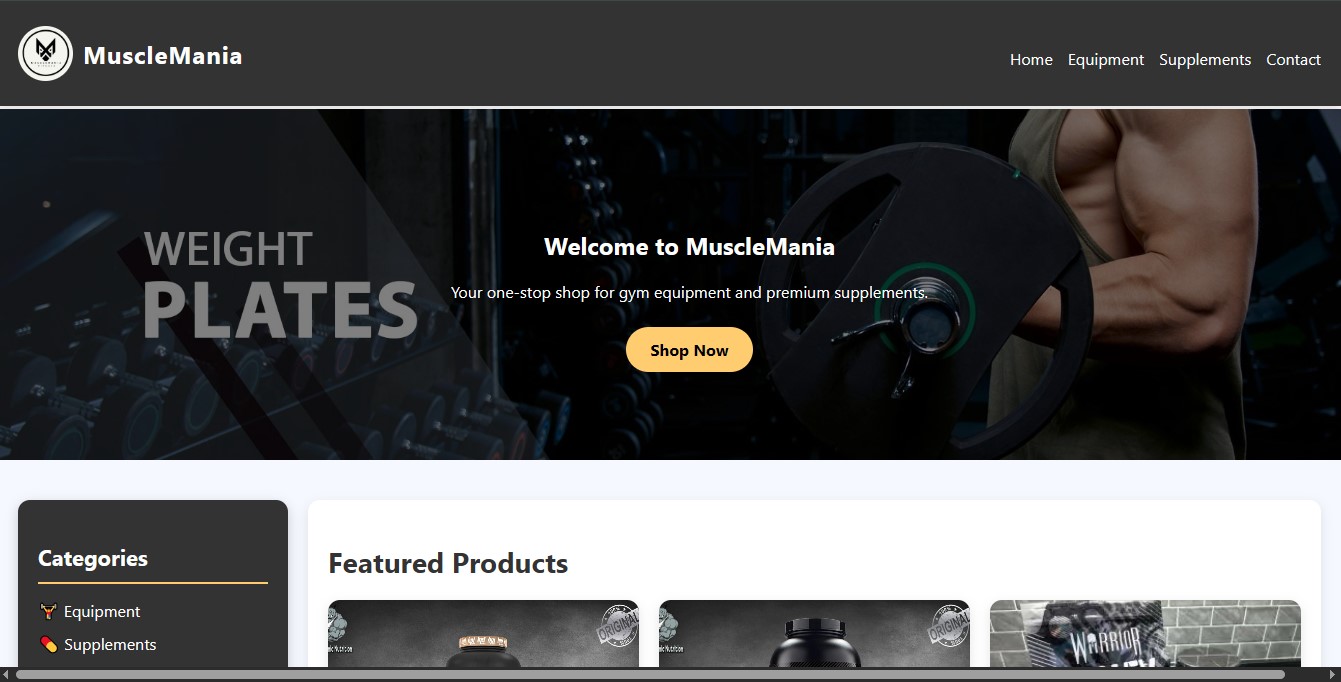 MuscleMania
Home Equipment Supplements Contact
WEIGHT
PLATES
Welcome to MuscleMania
Your one-stop shop for gym equipment and premium supplements.
Shop Now
Categories
Equipment
Supplements
Featured Products
ORIGINAL
ORIGINAL
WARRIOR